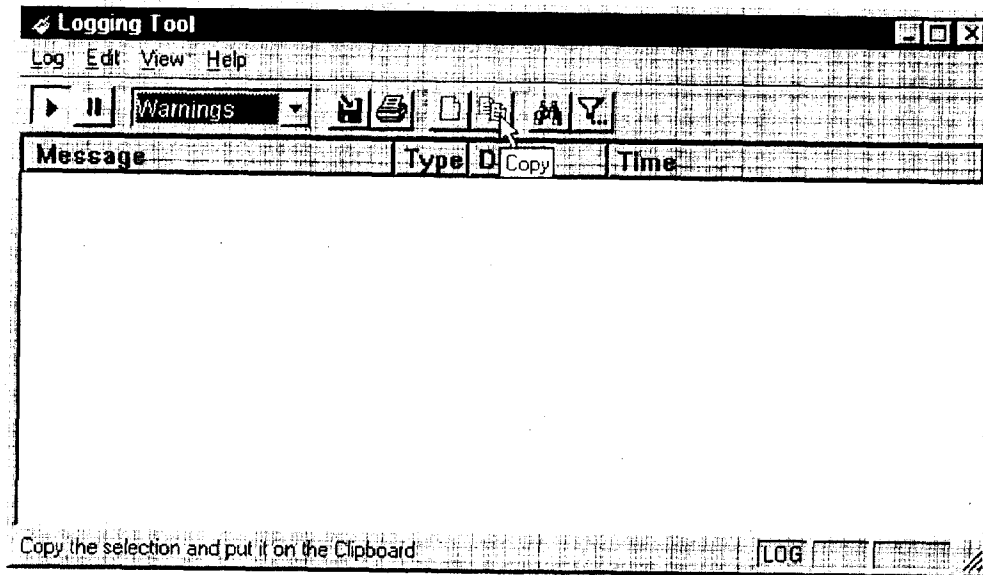 Logging Tool
Log Edit View Help
Warnings
Message Type D Time
Copy
Copy the selection and put it on the Clipboard
LOG